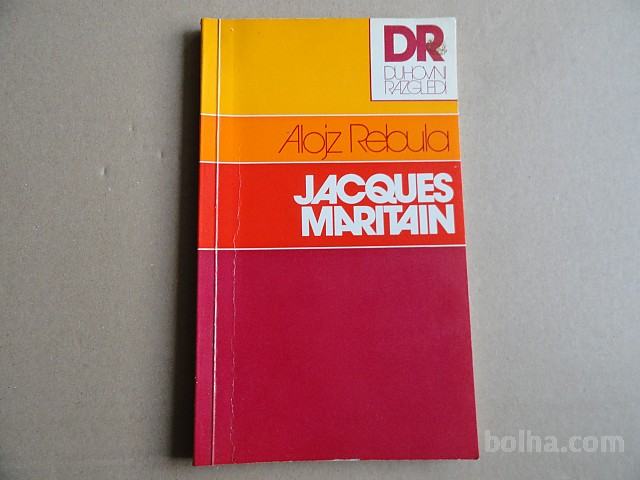 DR
DUHOVNI
RAZGLEDI
Alojz Rebula
JACQUES
MARITAIN
bolha.com